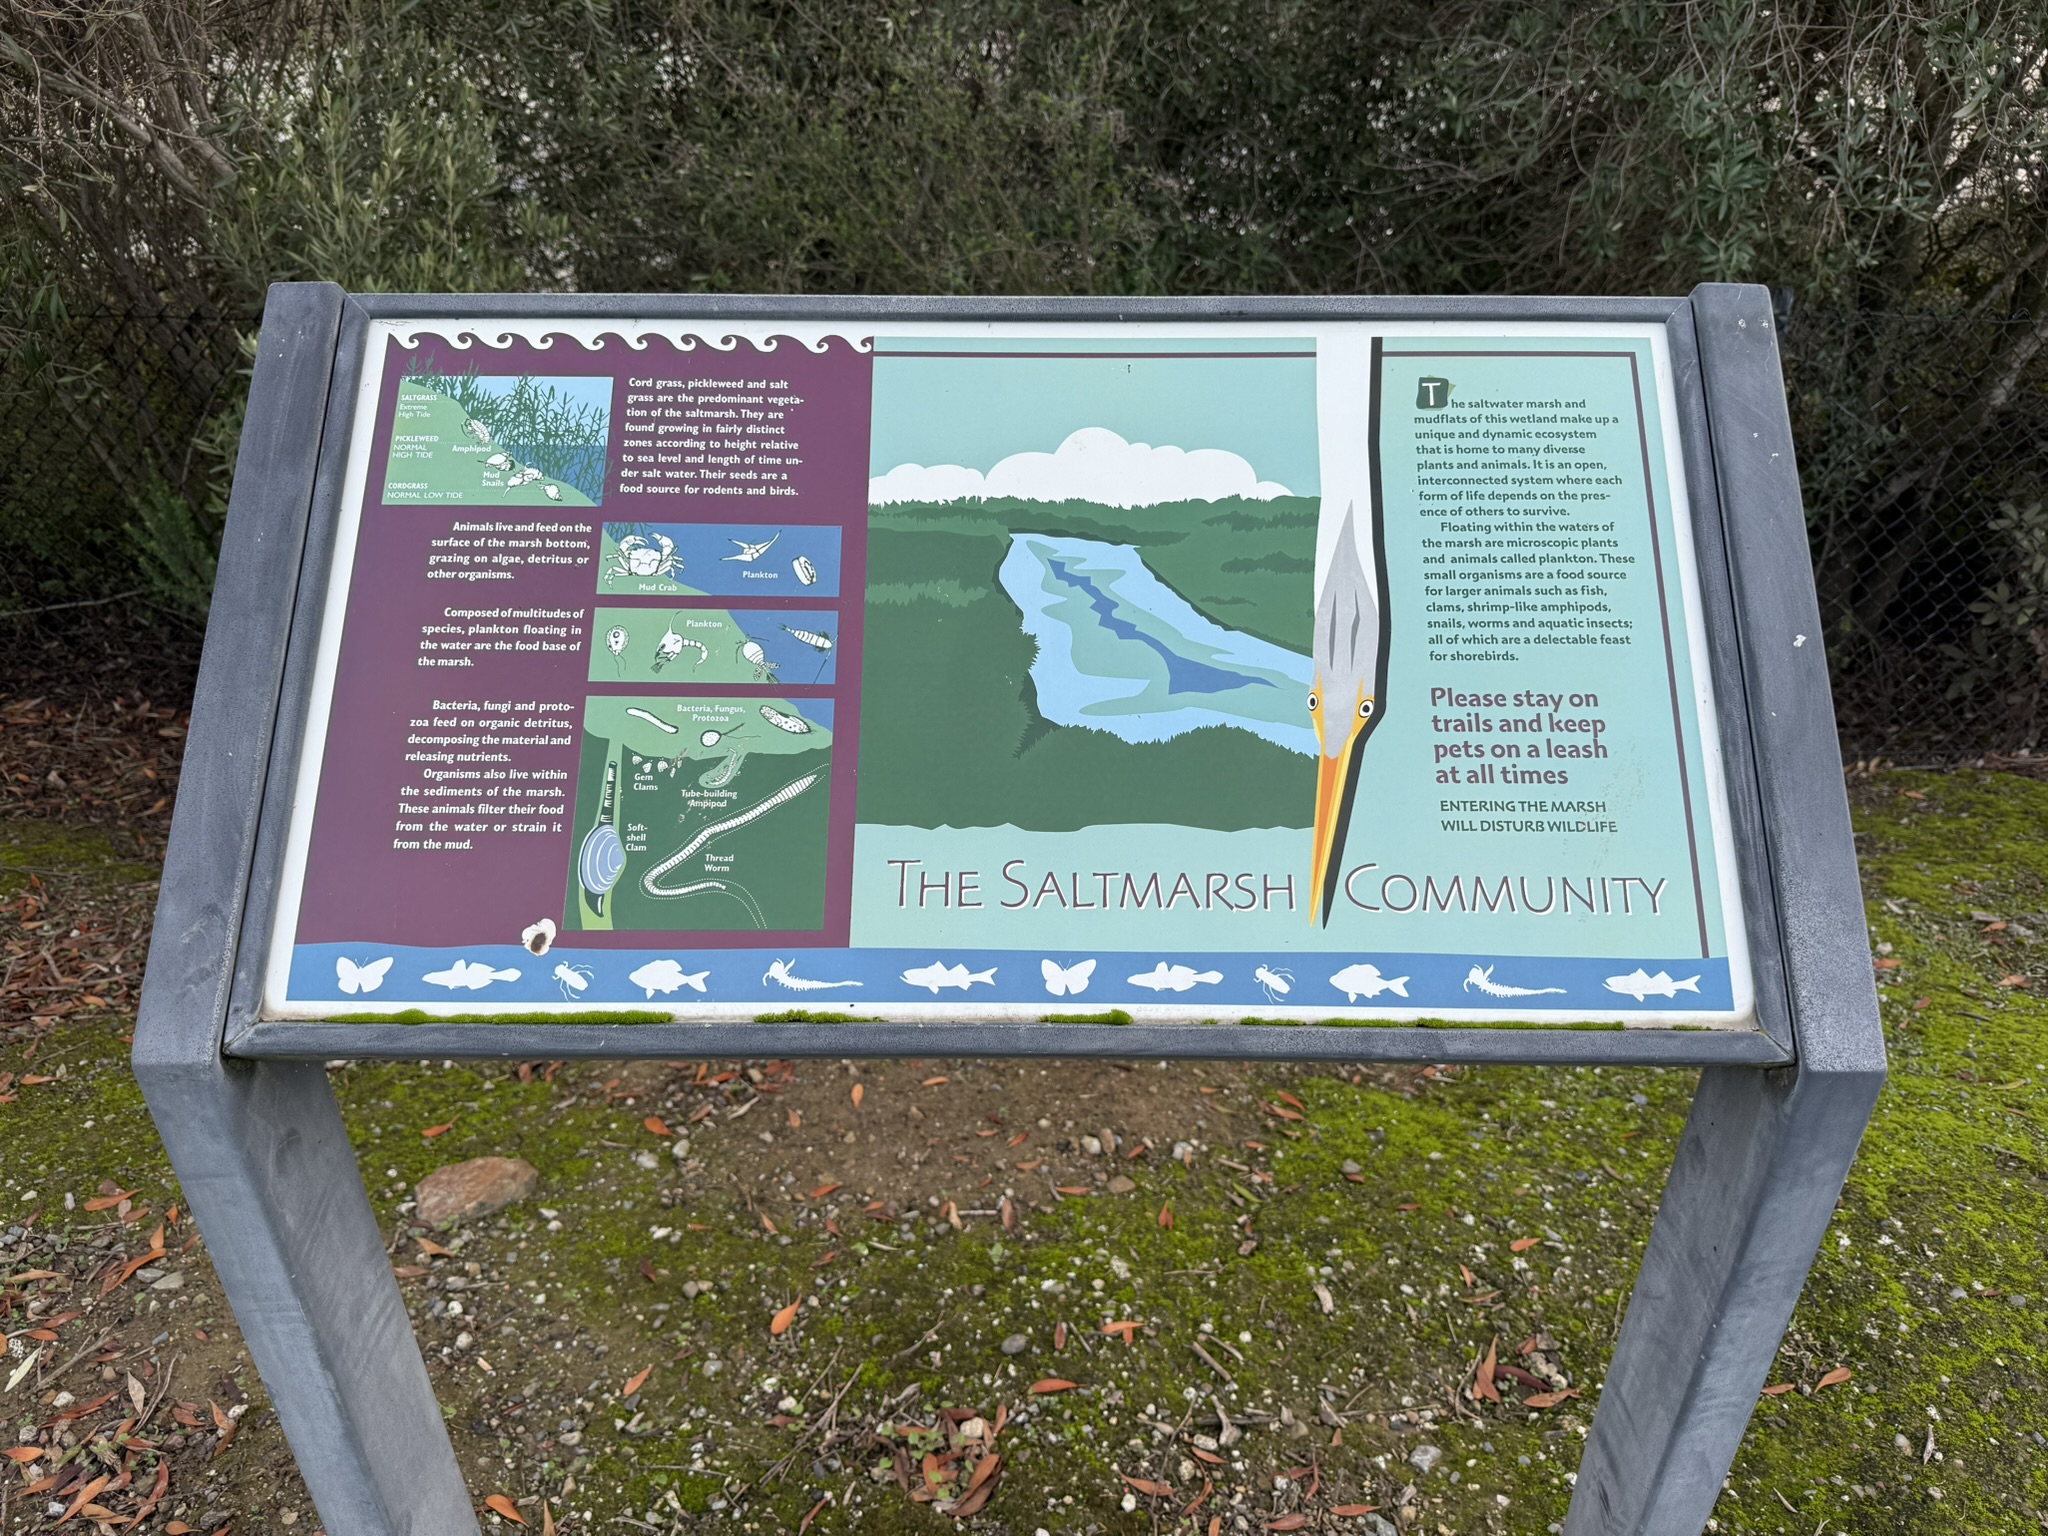 SALTGRASS
Extreme
High Tide
PICKLEWEED
NORMAL
HIGH TIDE
CORDGRASS
NORMAL LOW TIDE
Amphipod
Mud
Snails
Cord grass, pickleweed and salt
grass are the predominant vegeta-
tion of the saltmarsh. They are
found growing in fairly distinct
zones according to height relative
to sea level and length of time un-
der salt water. Their seeds are a
food source for rodents and birds.
Animals live and feed on the
surface of the marsh bottom,
grazing on algae, detritus or
other organisms.
Mud Crab
Plankton
Composed of multitudes of
species, plankton floating in
the water are the food base of
the marsh.
Plankton
Bacteria, fungi and proto-
zoa feed on organic detritus,
decomposing the material and
releasing nutrients.
Organisms also live within
the sediments of the marsh.
These animals filter their food
from the water or strain it
from the mud.
Bacteria, Fungus,
Protozoa
Gem
Clams
Tube-building
Ampipod
Soft-
shell
Clam
Thread
Worm
THE SALTMARSH COMMUNITY
The saltwater marsh and
mudflats of this wetland make up a
unique and dynamic ecosystem
that is home to many diverse
plants and animals. It is an open,
interconnected system where each
form of life depends on the pres-
ence of others to survive.
Floating within the waters of
the marsh are microscopic plants
and animals called plankton. These
small organisms are a food source
for larger animals such as fish,
clams, shrimp-like amphipods,
snails, worms and aquatic insects;
all of which are a delectable feast
for shorebirds.
Please stay on
trails and keep
pets on a leash
at all times
ENTERING THE MARSH
WILL DISTURB WILDLIFE